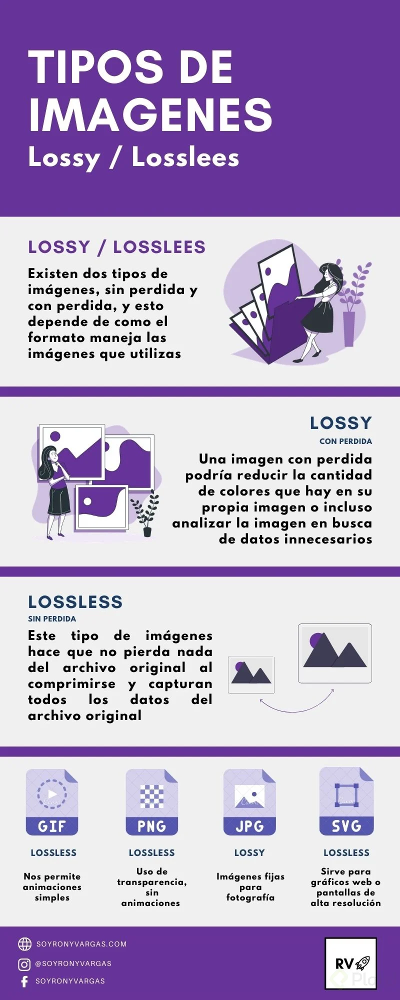 TIPOS DE
IMAGENES
Lossy / Losslees
LOSSY / LOSSLEES
Existen dos tipos de
imágenes, sin perdida y
con perdida, y esto
depende de como el
formato maneja las
imágenes que utilizas
LOSSY
CON PERDIDA
Una imagen con perdida
podría reducir la cantidad
de colores que hay en su
propia imagen o incluso
analizar la imagen en busca
de datos innecesarios
LOSSLESS
SIN PERDIDA
Este tipo de imágenes
hace que no pierda nada
del archivo original al
comprimirse y capturan
todos los datos del
archivo original
Canva
GIF
LOSSLESS
Nos permite
animaciones
simples
Canva
PNG
LOSSLESS
Uso de
transparencia,
sin
animaciones
Canva
JPG
LOSSY
Imágenes fijas
para
fotografía
Canva
SVG
LOSSLESS
Sirve para
gráficos web o
pantallas de
alta resolución
SOYRONYVARGAS.COM
@SOYRONYVARGAS
SOYRONYVARGAS
RV